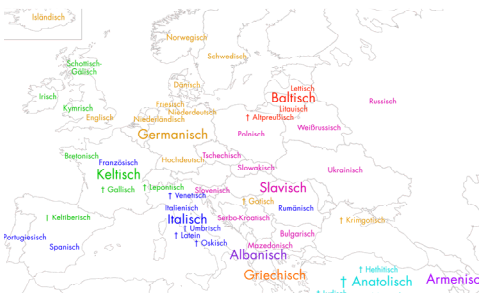 Isländisch
Norwegisch
Schwedisch
Schottisch-
Gälisch
Dänisch
Lettisch
Irisch
Baltisch
Russisch
Kymrisch
Friesisch
Litauisch
Niederdeutsch
Englisch
Niederländisch
† Altpreußisch
Germanisch
Polnisch
Weißrussisch
Bretonisch
Französisch
Hochdeutsch
Tschechisch
Keltisch
Slowakisch
Ukrainisch
† Gallisch
† Lepontisch
Slovenisch
Slavisch
† Venetisch
† Gotisch
Italienisch
Rumänisch
† Keltiberisch
Italisch
Serbo-Kroatisch
† Krimgotisch
† Umbrisch
Portugiesisch
† Latein
Bulgarisch
Spanisch
† Oskisch
Mazedonisch
Albanisch
Griechisch
† Hethitisch
† Anatolisch
Armenisc